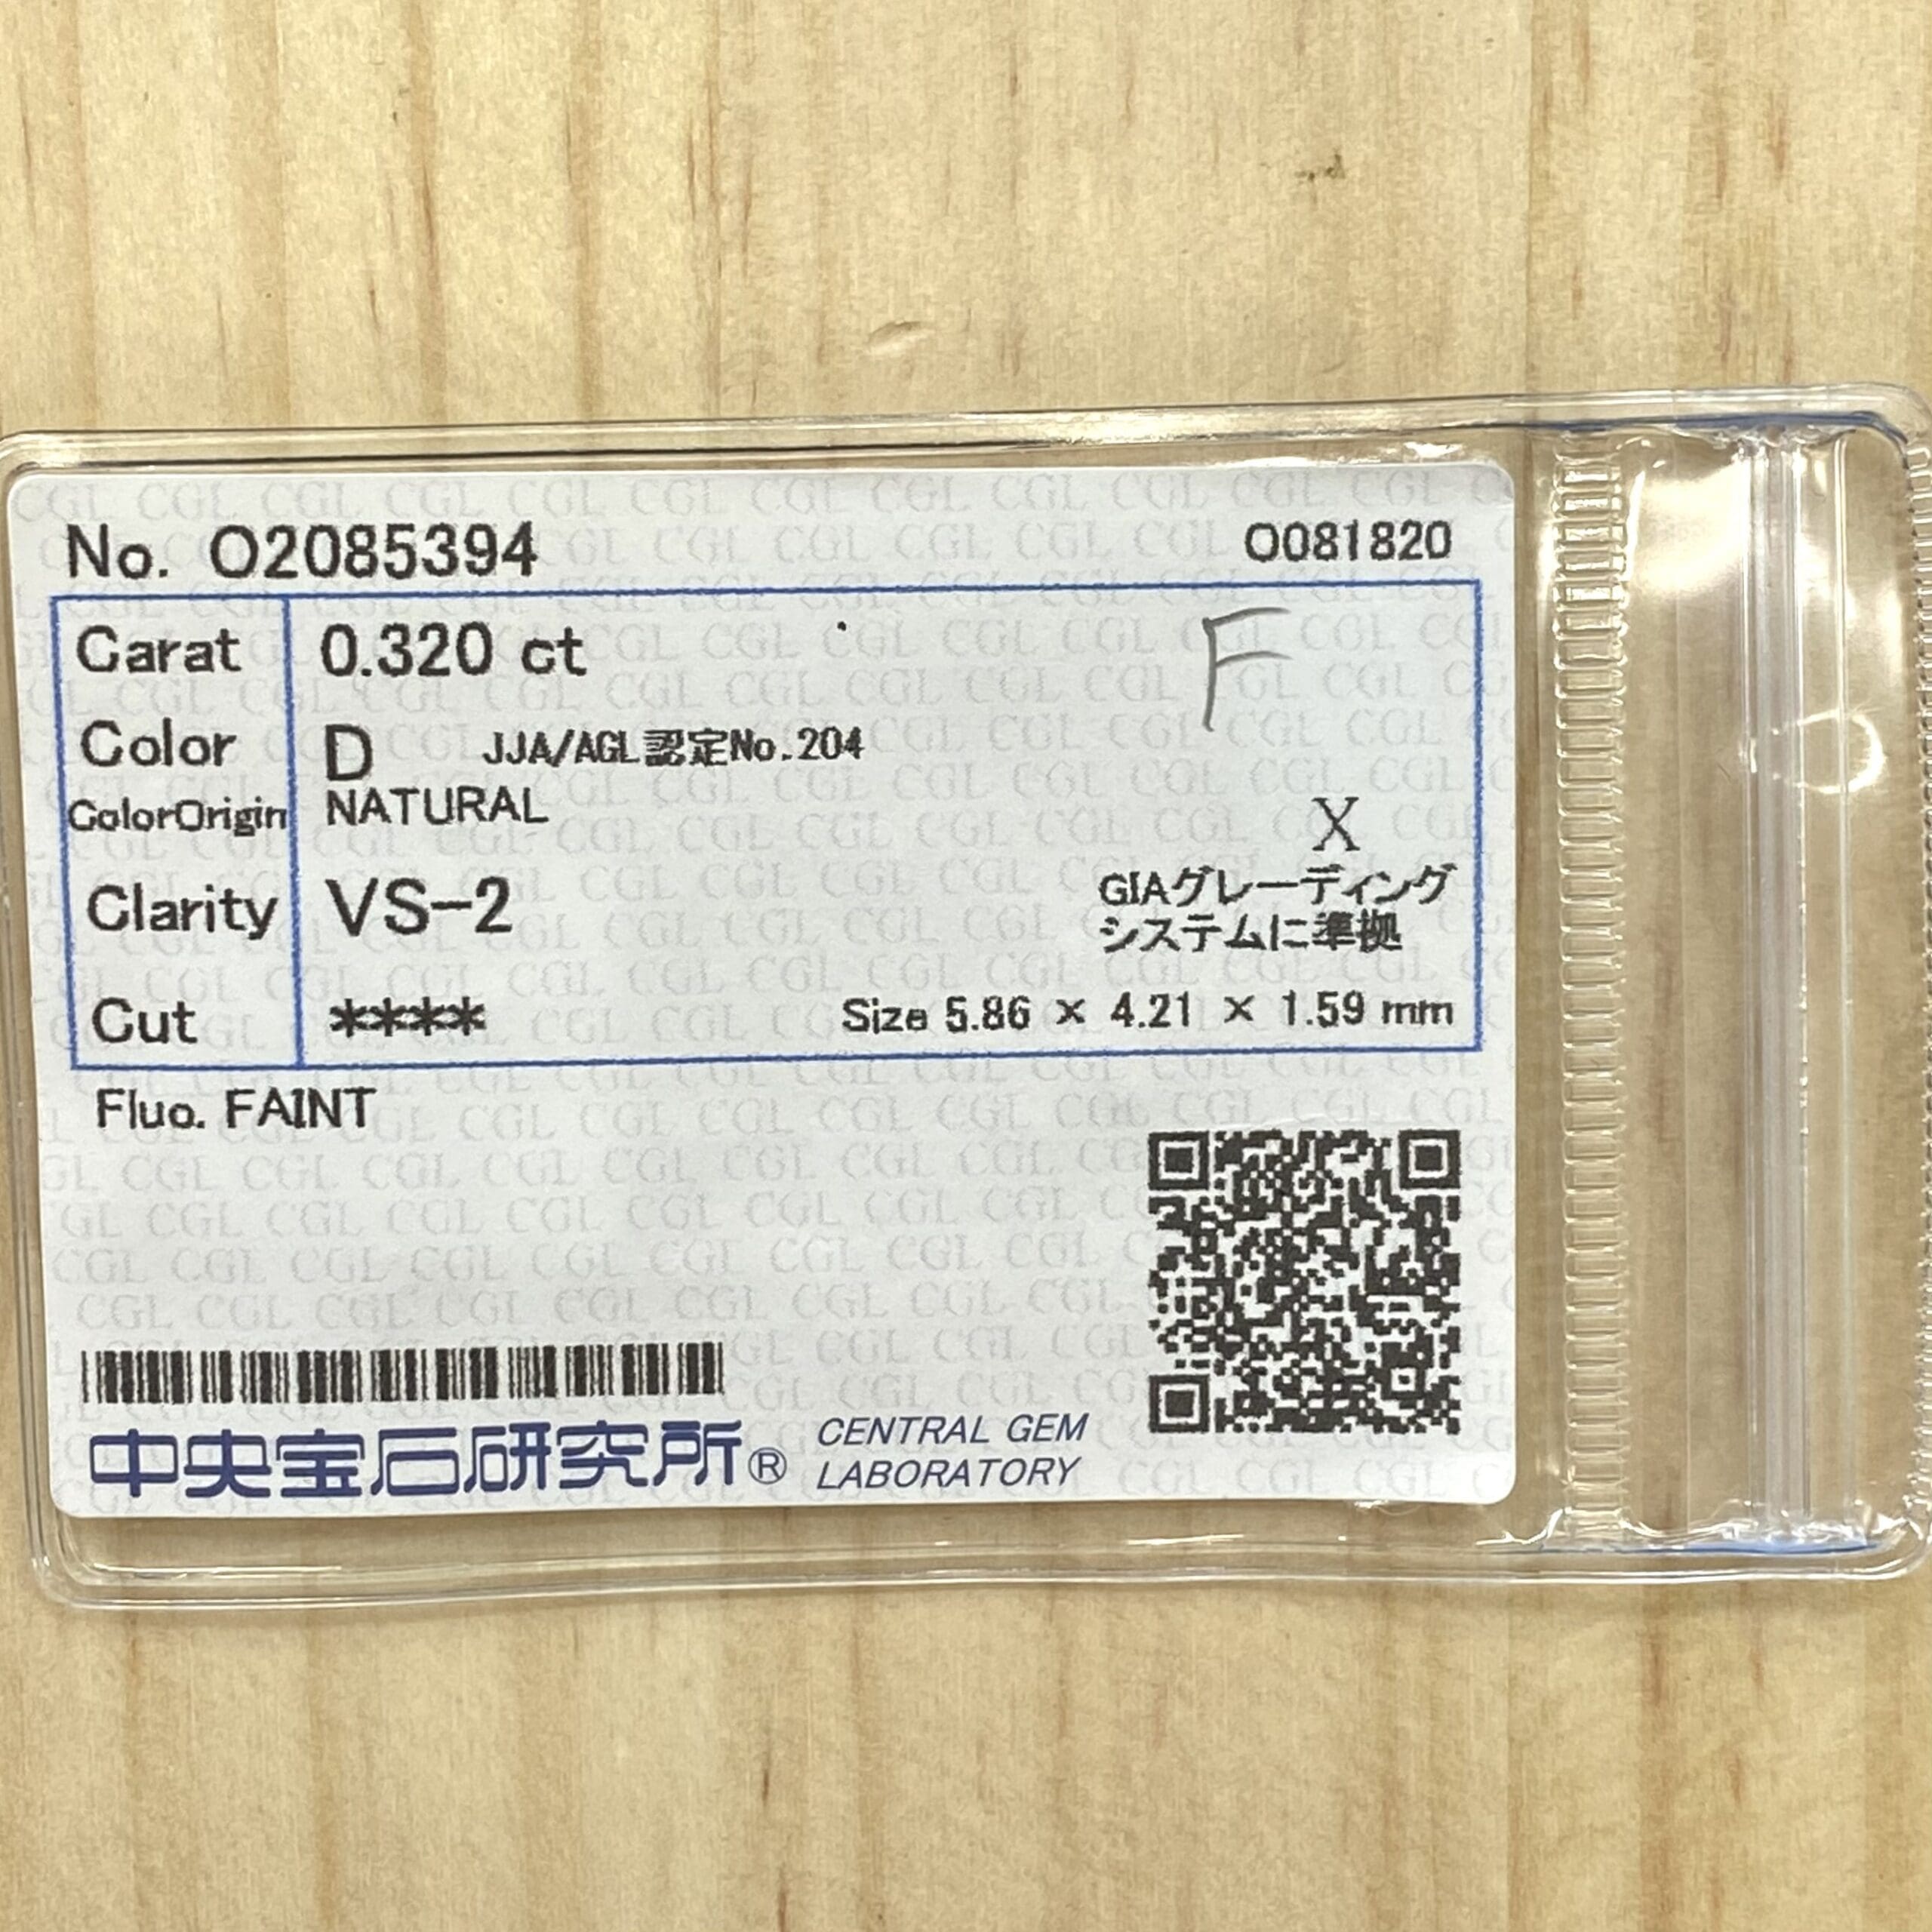 No. O2085394 O081820
Carat 0.320 ct F
Color D JJA/AGL認定No.204
ColorOrigin NATURAL
X
Clarity VS-2 GIAグレーディング
システムに準拠
Cut **** Size 5.86 × 4.21 × 1.59 mm
Fluo. FAINT
中央宝石研究所® CENTRAL GEM
LABORATORY